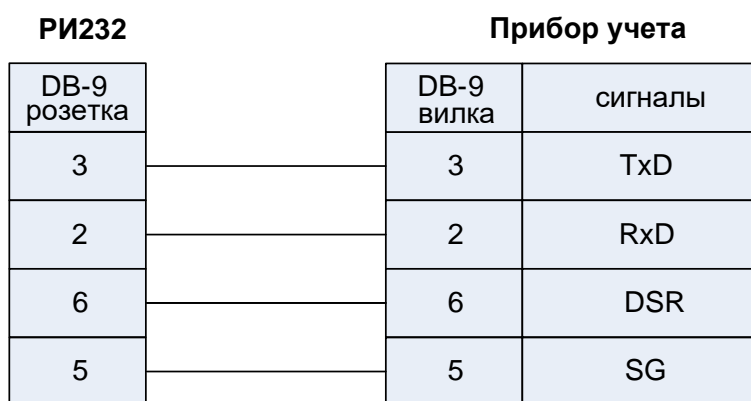 РИ232 Прибор учета
DB-9 розетка DB-9 вилка сигналы
3 3 TxD
2 2 RxD
6 6 DSR
5 5 SG